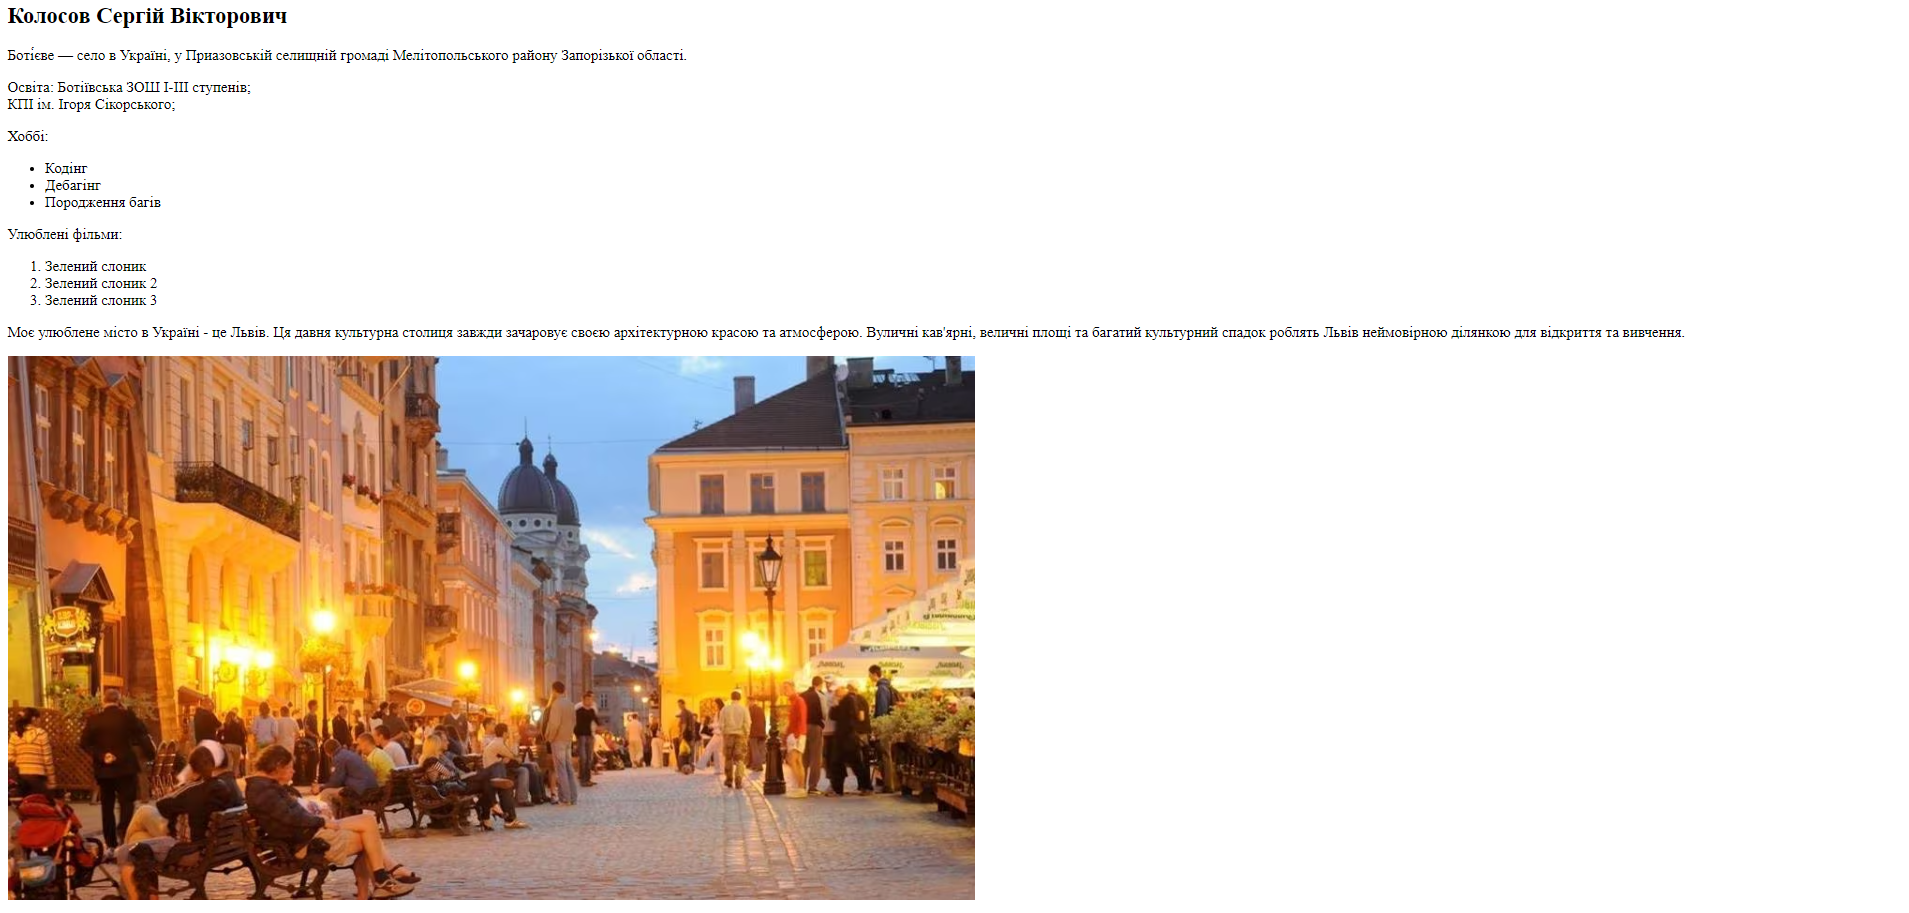 Колосов Сергій Вікторович
Боті́єве — село в Україні, у Приазовській селищній громаді Мелітопольського району Запорізької області.
Освіта: Ботіївська ЗОШ І-ІІІ ступенів;
КПІ ім. Ігоря Сікорського;
Хоббі:
• Кодінг
• Дебагінг
• Породження багів
Улюблені фільми:
1. Зелений слоник
2. Зелений слоник 2
3. Зелений слоник 3
Моє улюблене місто в Україні - це Львів. Ця давня культурна столиця завжди зачаровує своєю архітектурною красою та атмосферою. Вуличні кав'ярні, величні площі та багатий культурний спадок роблять Львів неймовірною ділянкою для відкриття та вивчення.